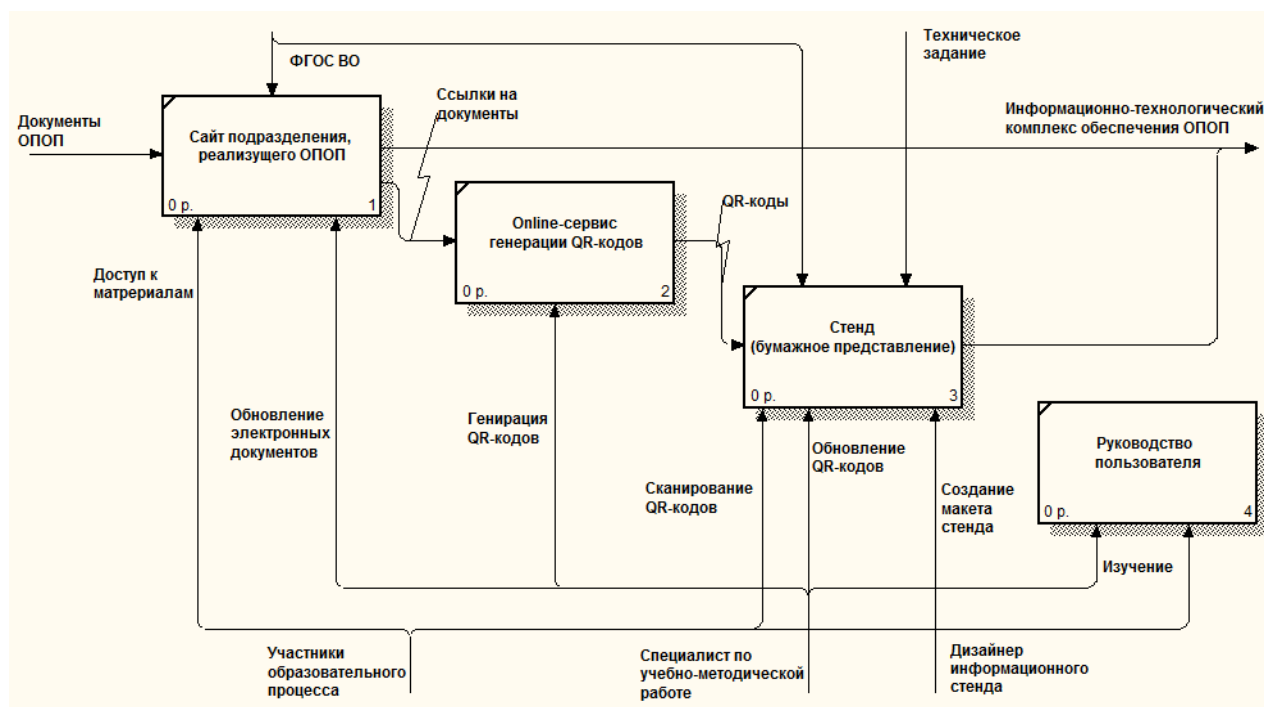 Техническое
задание
ФГОС ВО
Ссылки на
документы
Информационно-технологический
комплекс обеспечения ОПОП
Документы
ОПОП
Сайт подразделения,
реализущего ОПОП
0 р. 1
QR-коды
Online-сервис
генерации QR-кодов
0 р. 2
Доступ к
матрериалам
Стенд
(бумажное представление)
0 р. 3
Обновление
электронных
документов
Генирация
QR-кодов
Обновление
QR-кодов
Руководство
пользователя
0 р. 4
Сканирование
QR-кодов
Создание
макета
стенда
Изучение
Участники
образовательного
процесса
Специалист по
учебно-методической
работе
Дизайнер
информационного
стенда